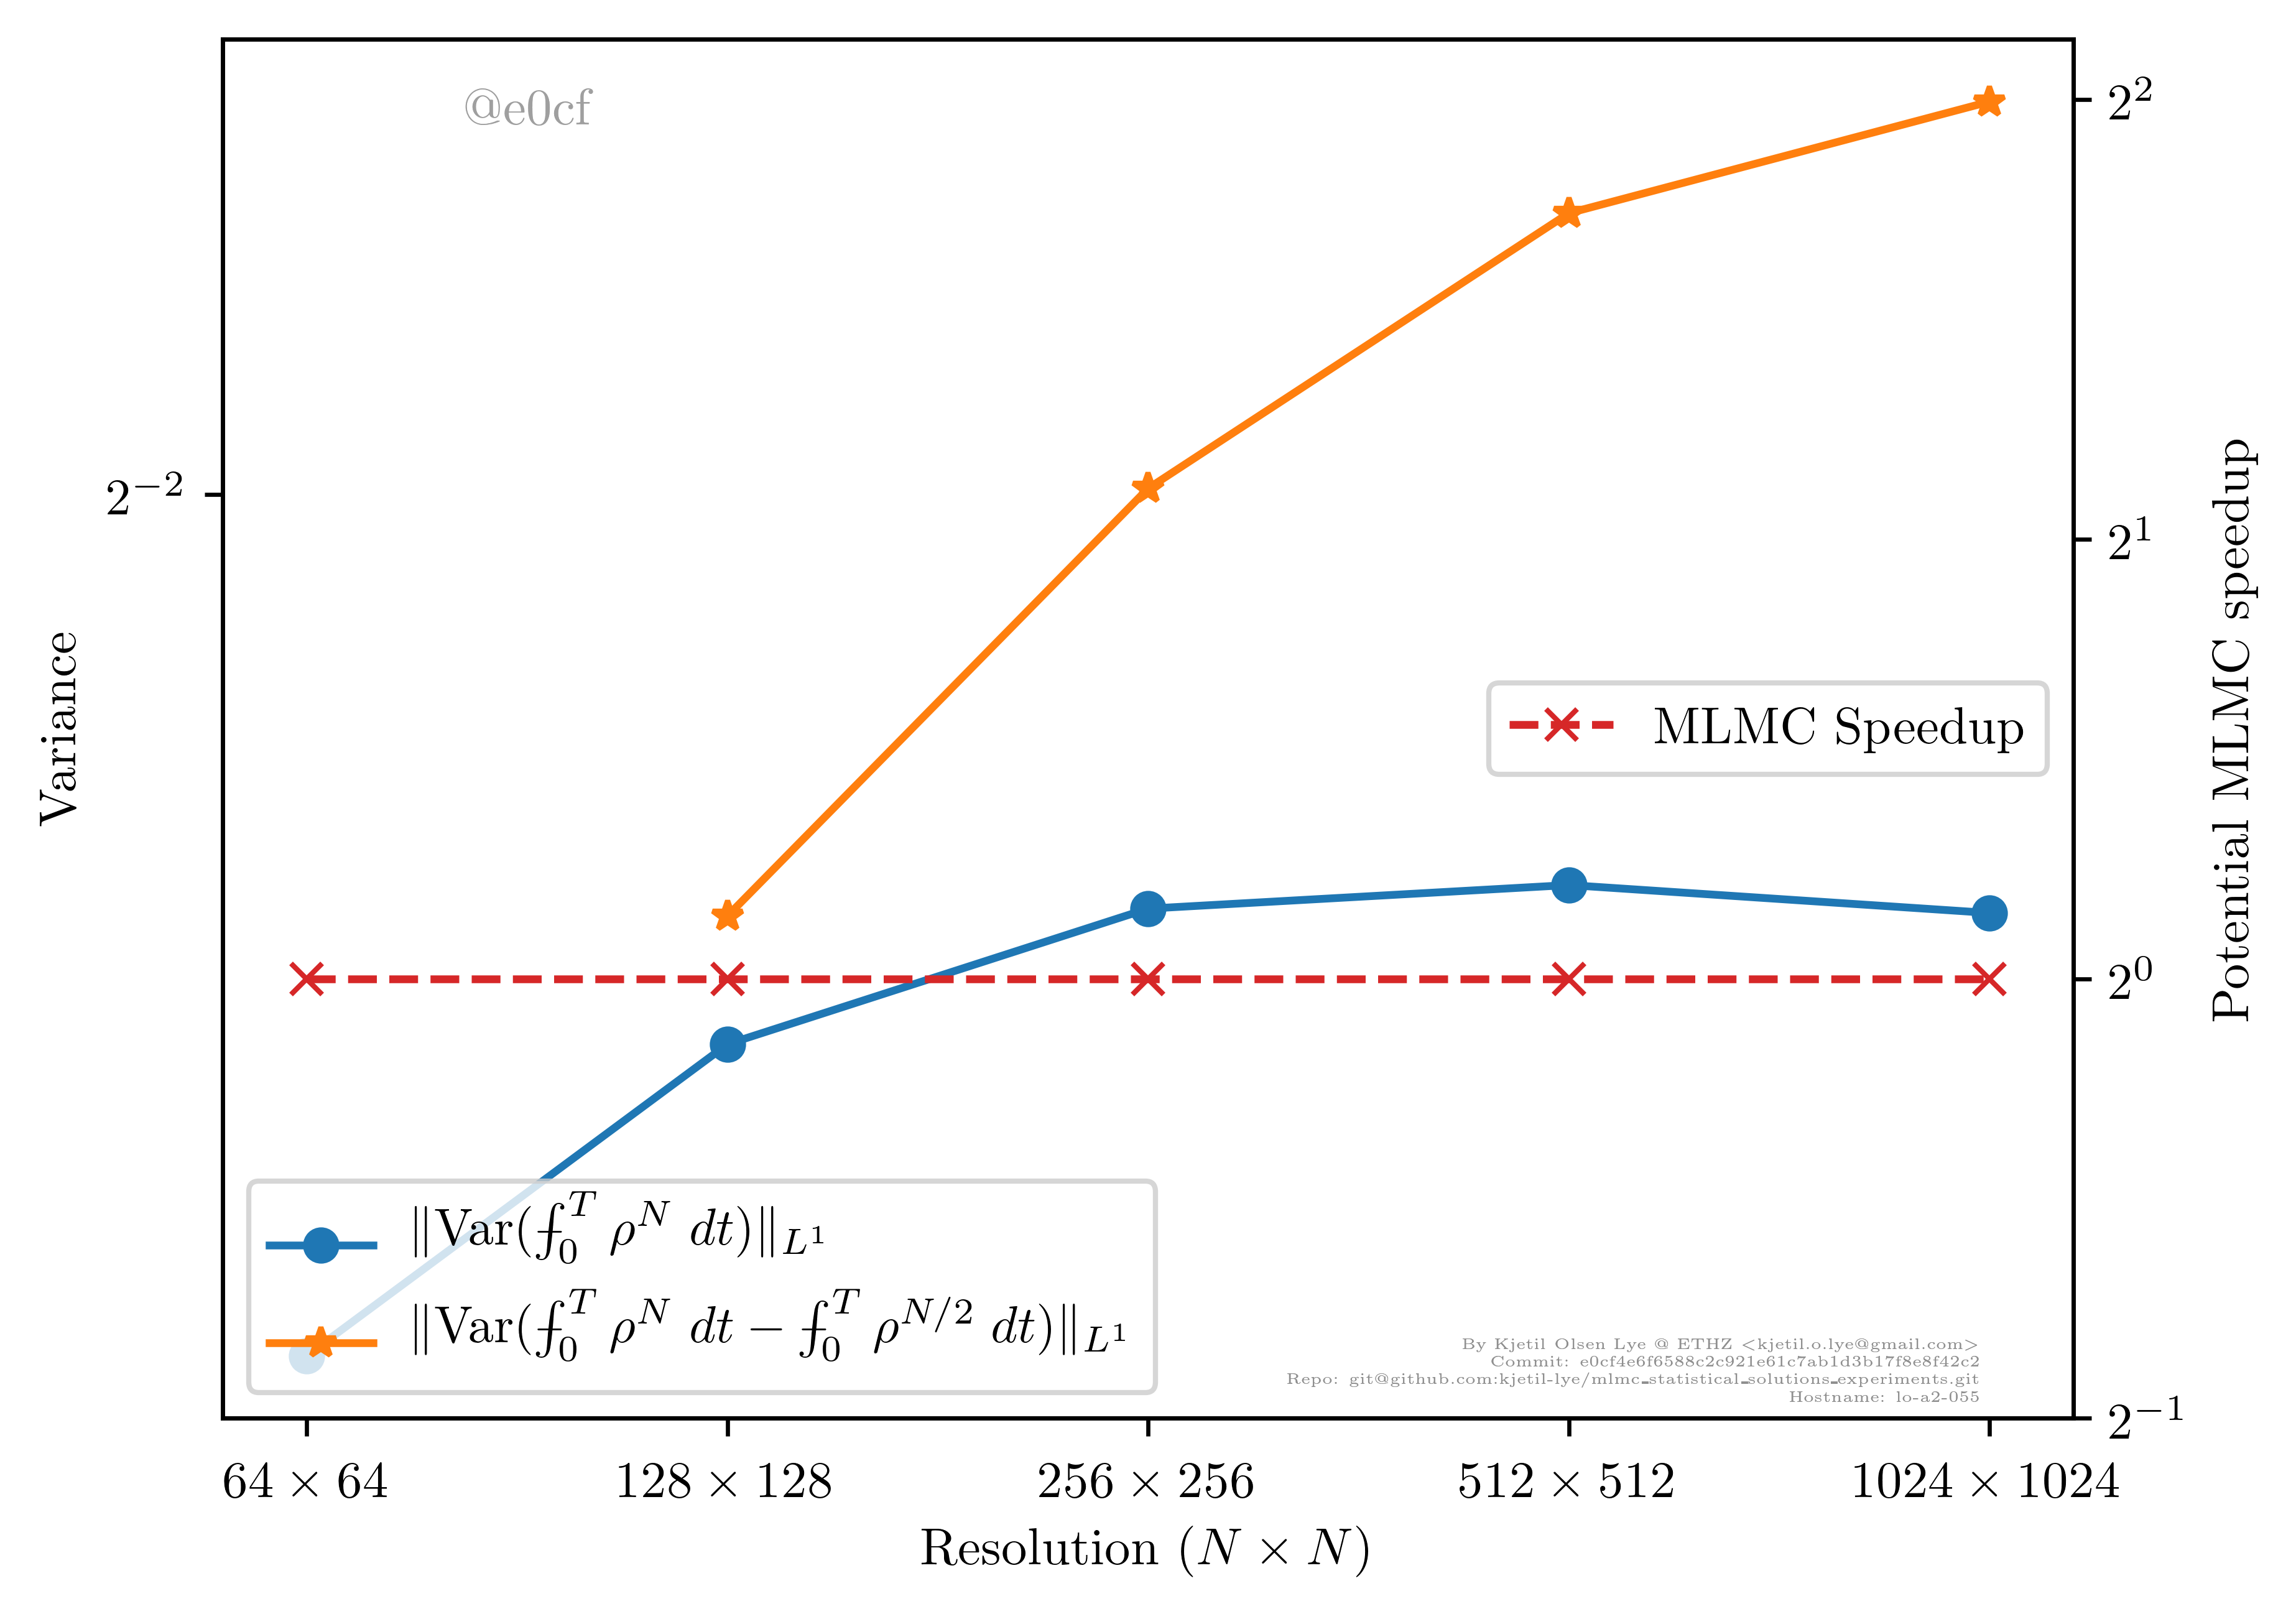 @e0cf
2^2
2^{-2}
2^1
Variance
Potential MLMC speedup
MLMC Speedup
2^0
‖Var(⨍_0^T ρ^N dt)‖_{L^1}
‖Var(⨍_0^T ρ^N dt − ⨍_0^T ρ^{N/2} dt)‖_{L^1}
By Kjetil Olsen Lye @ ETHZ <kjetil.o.lye@gmail.com>
Commit: e0cf4e6f6588c2c921e61c7ab1d3b17f8e8f42c2
Repo: git@github.com:kjetil-lye/mlmc_statistical_solutions_experiments.git
Hostname: lo-a2-055
2^{-1}
64 × 64
128 × 128
256 × 256
512 × 512
1024 × 1024
Resolution (N × N)